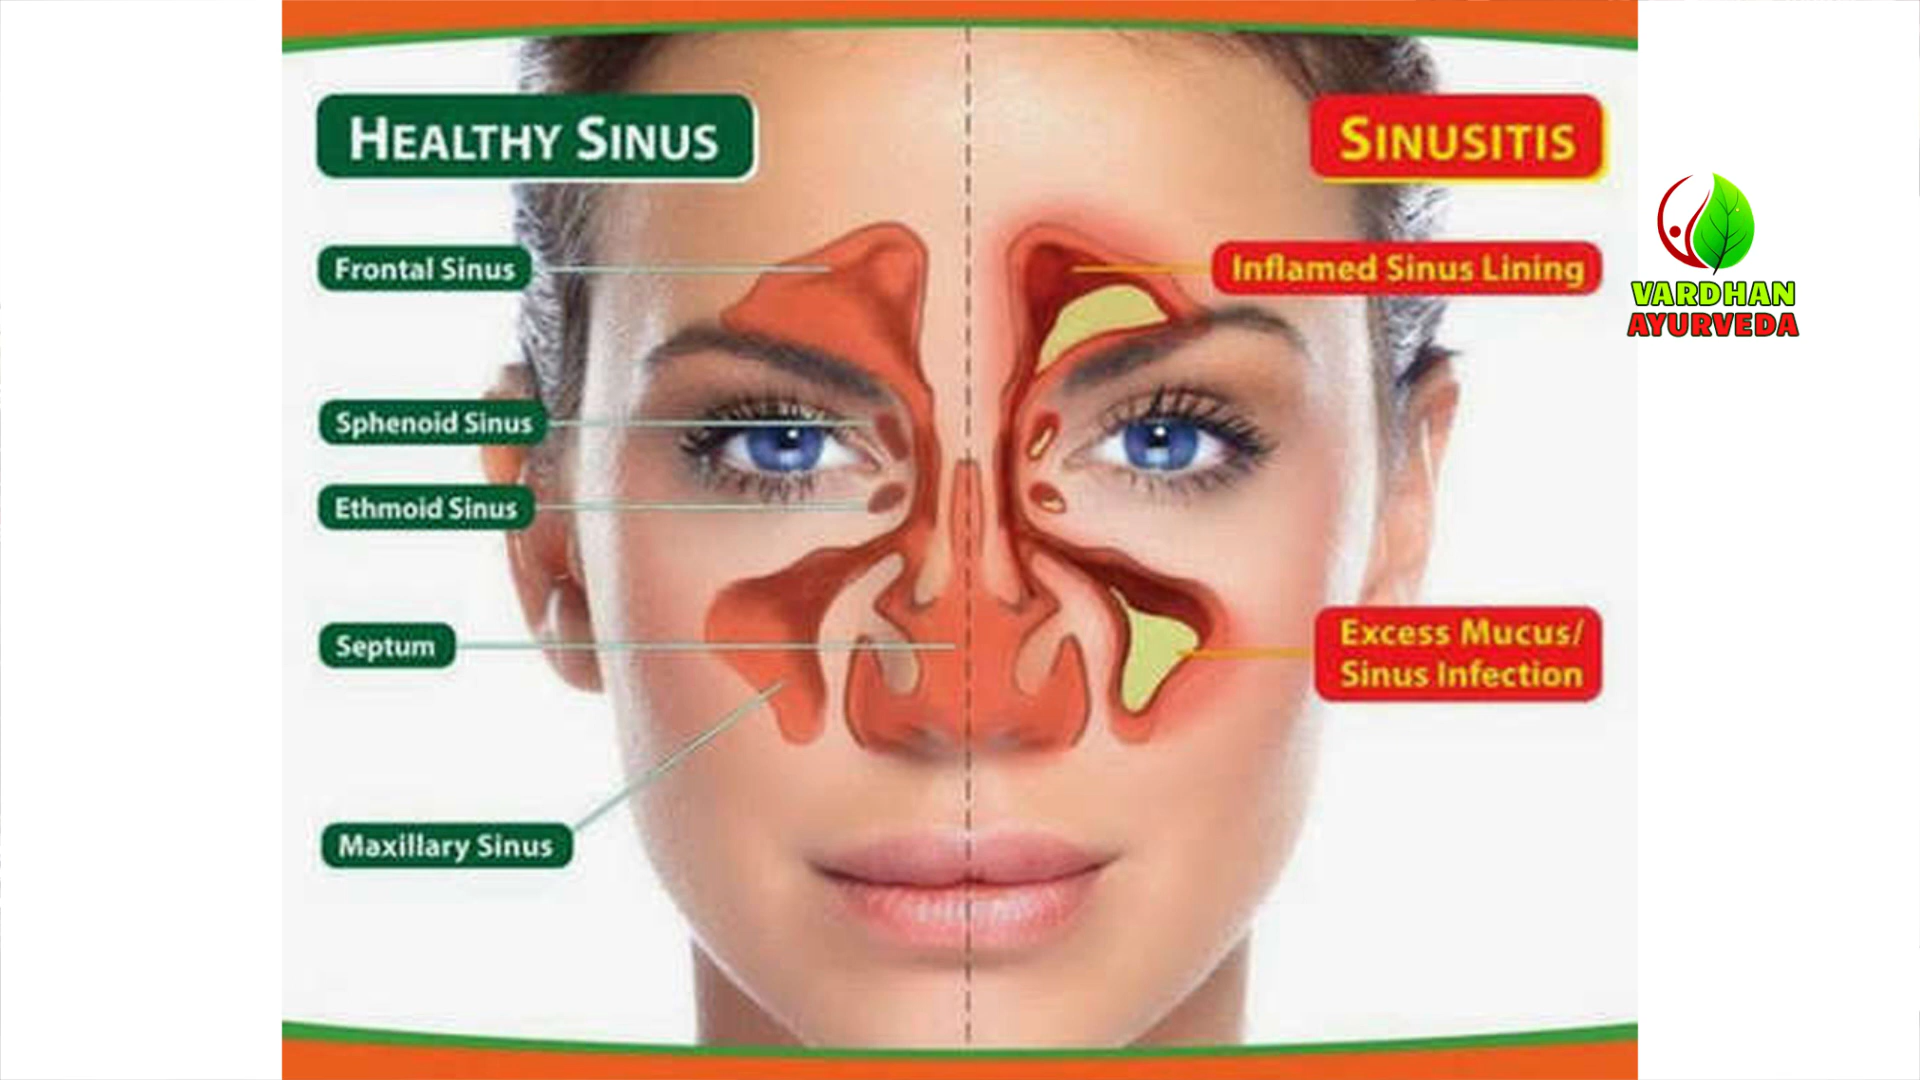 HEALTHY SINUS
SINUSITIS
Frontal Sinus
Inflamed Sinus Lining
VARDHAN
AYURVEDA
Sphenoid Sinus
Ethmoid Sinus
Septum
Excess Mucus/
Sinus Infection
Maxillary Sinus